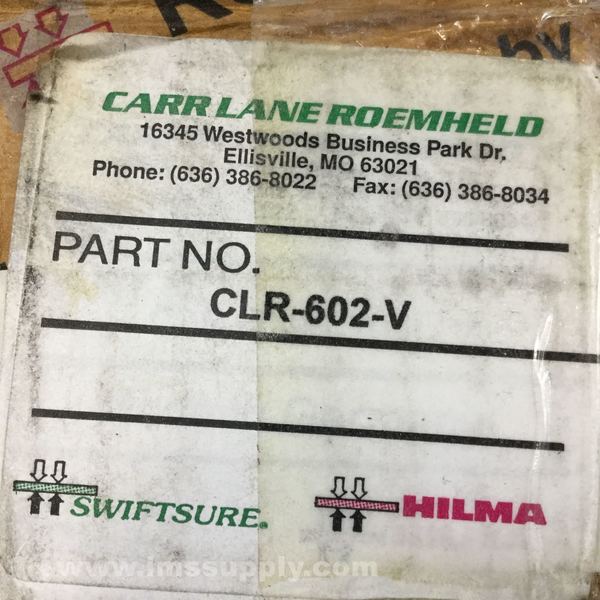 by
CARR LANE ROEMHELD
16345 Westwoods Business Park Dr,
Ellisville, MO 63021
Phone: (636) 386-8022 Fax: (636) 386-8034
PART NO.
CLR-602-V
SWIFTSURE® HILMA
www.imssupply.com